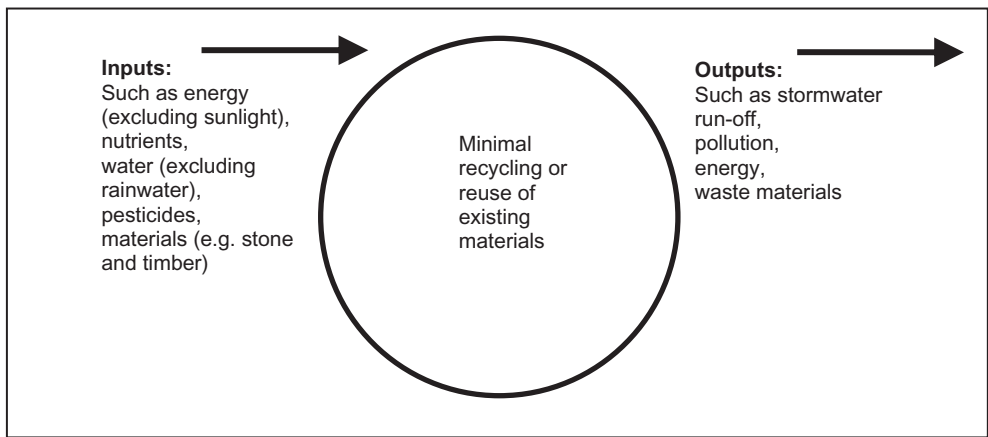 Inputs:
Such as energy
(excluding sunlight),
nutrients,
water (excluding
rainwater),
pesticides,
materials (e.g. stone
and timber)
Minimal
recycling or
reuse of
existing
materials
Outputs:
Such as stormwater
run-off,
pollution,
energy,
waste materials